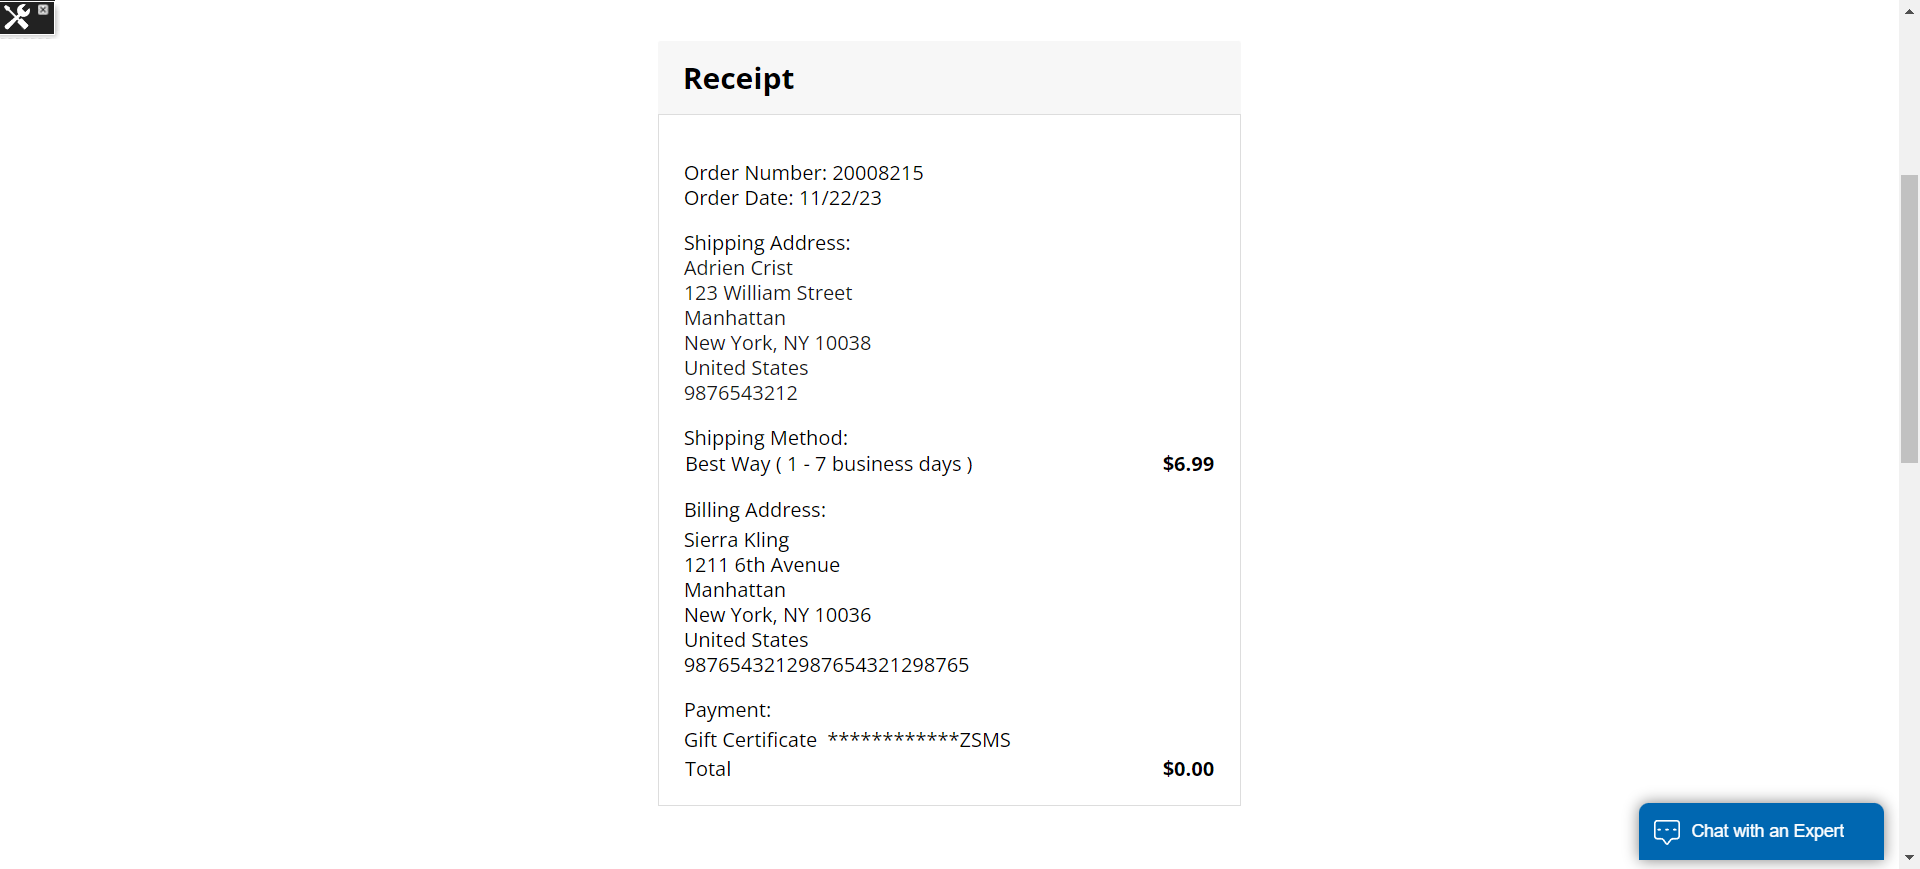 Receipt
Order Number: 20008215
Order Date: 11/22/23
Shipping Address:
Adrien Crist
123 William Street
Manhattan
New York, NY 10038
United States
9876543212
Shipping Method:
Best Way ( 1 - 7 business days ) $6.99
Billing Address:
Sierra Kling
1211 6th Avenue
Manhattan
New York, NY 10036
United States
9876543212987654321298765
Payment:
Gift Certificate ************ZSMS
Total $0.00
Chat with an Expert